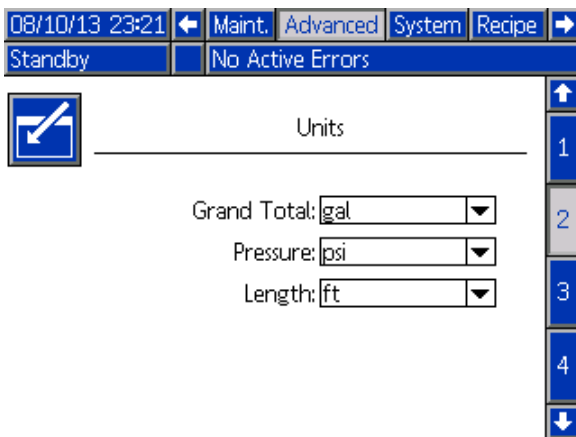 08/10/13 23:21 Maint. Advanced System Recipe
Standby No Active Errors
Units
1
Grand Total: gal
2
Pressure: psi
Length: ft
3
4